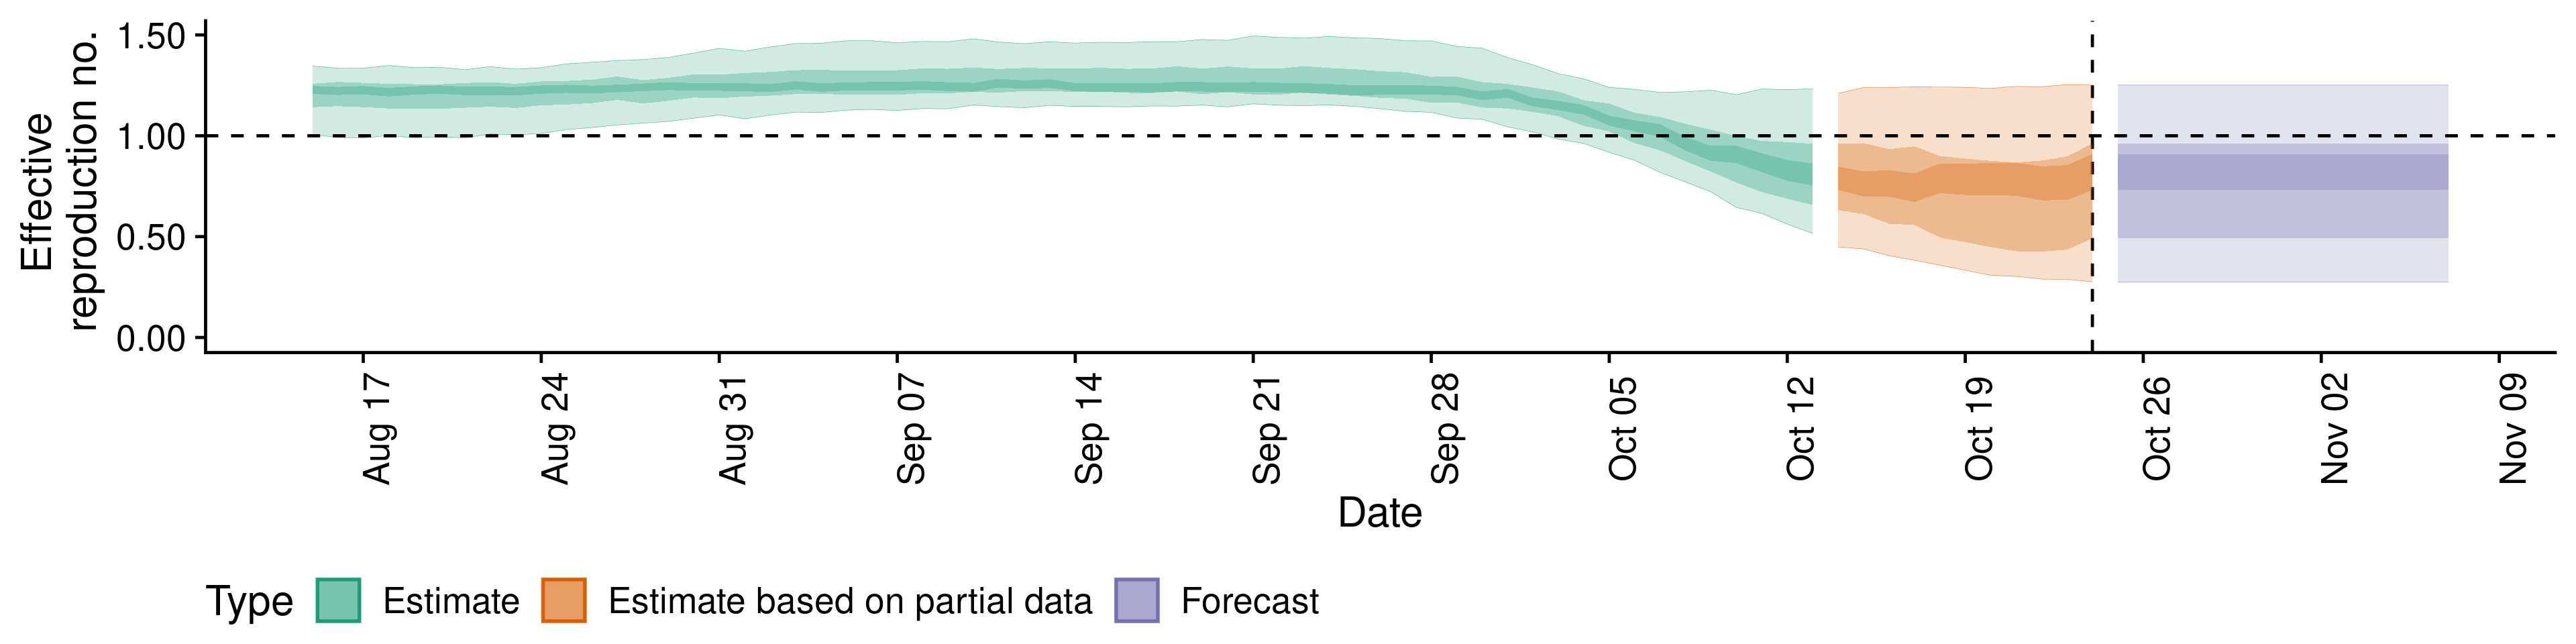 Effective
reproduction no.
1.50
1.00
0.50
0.00
Aug 17
Aug 24
Aug 31
Sep 07
Sep 14
Sep 21
Sep 28
Oct 05
Oct 12
Oct 19
Oct 26
Nov 02
Nov 09
Date
Type Estimate Estimate based on partial data Forecast